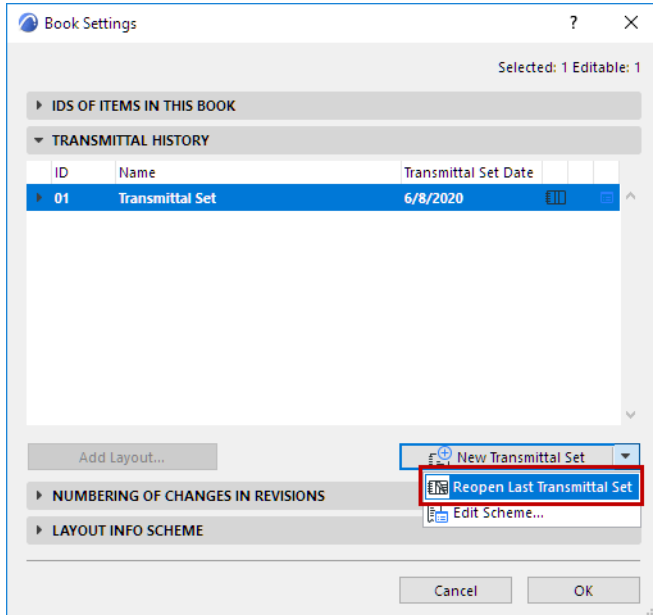 Book Settings
?
Selected: 1 Editable: 1
IDS OF ITEMS IN THIS BOOK
TRANSMITTAL HISTORY
ID Name Transmittal Set Date
01 Transmittal Set 6/8/2020
Add Layout... New Transmittal Set
Reopen Last Transmittal Set
NUMBERING OF CHANGES IN REVISIONS
Edit Scheme...
LAYOUT INFO SCHEME
Cancel OK